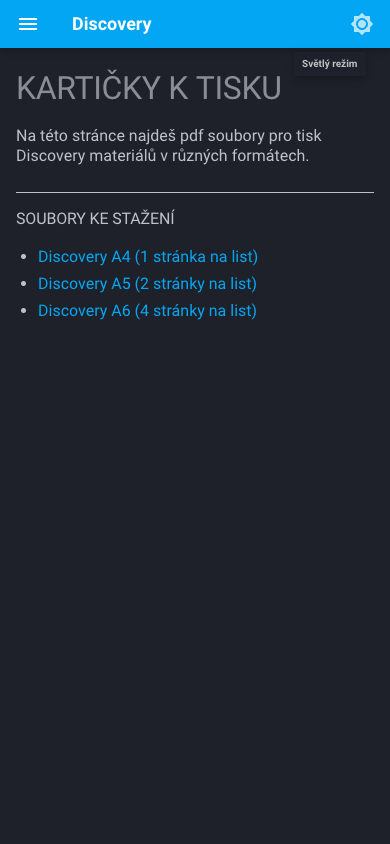 Discovery
Světlý režim
KARTIČKY K TISKU
Na této stránce najdeš pdf soubory pro tisk
Discovery materiálů v různých formátech.
SOUBORY KE STAŽENÍ
Discovery A4 (1 stránka na list)
Discovery A5 (2 stránky na list)
Discovery A6 (4 stránky na list)